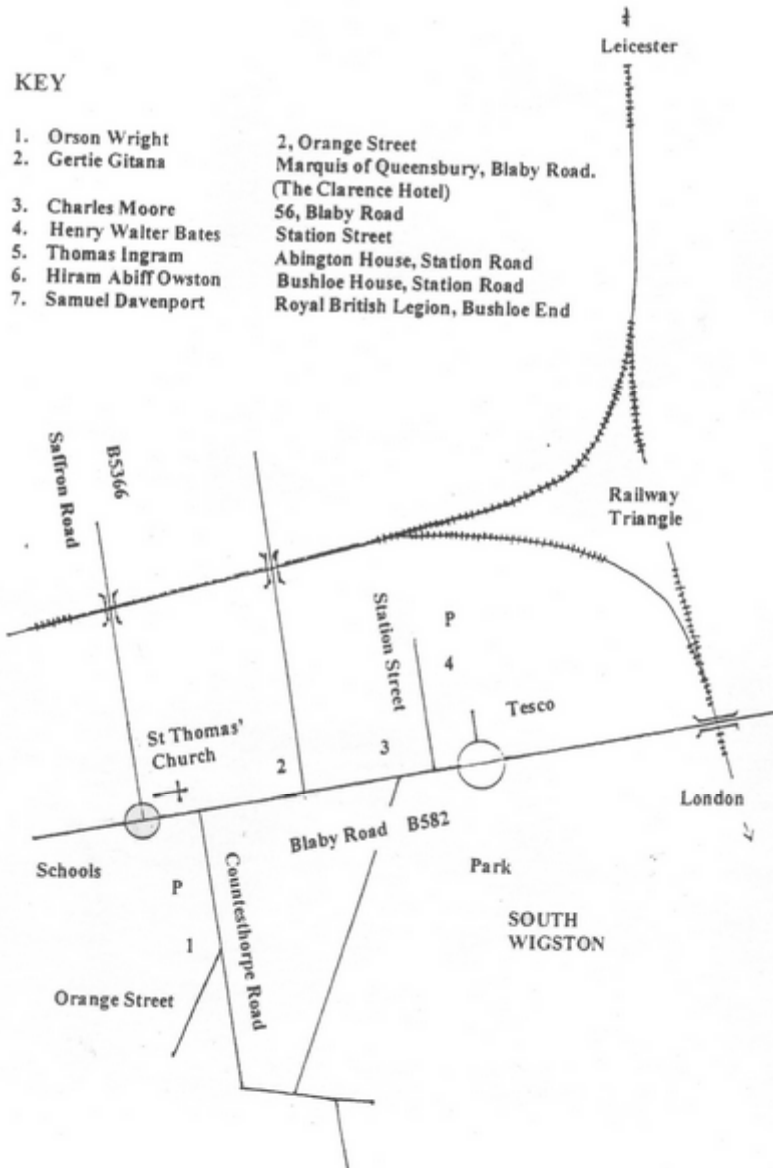 Leicester
KEY
1. Orson Wright 2, Orange Street
2. Gertie Gitana Marquis of Queensbury, Blaby Road.
(The Clarence Hotel)
3. Charles Moore 56, Blaby Road
4. Henry Walter Bates Station Street
5. Thomas Ingram Abington House, Station Road
6. Hiram Abiff Owston Bushloe House, Station Road
7. Samuel Davenport Royal British Legion, Bushloe End
Saffron Road
B5366
Railway
Triangle
Station Street
P
4
Tesco
St Thomas'
Church
2
3
London
Blaby Road B582
Schools
P
Park
Countesthorpe Road
SOUTH
WIGSTON
1
Orange Street